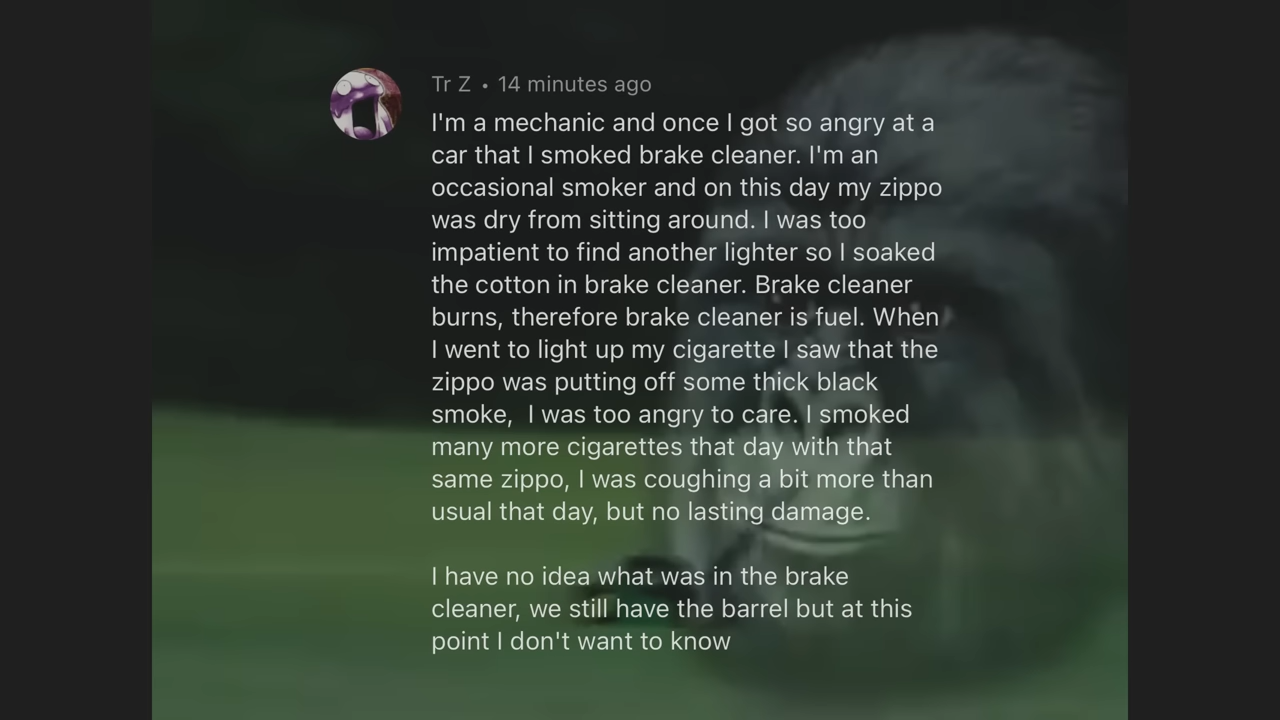 Tr Z • 14 minutes ago
I'm a mechanic and once I got so angry at a
car that I smoked brake cleaner. I'm an
occasional smoker and on this day my zippo
was dry from sitting around. I was too
impatient to find another lighter so I soaked
the cotton in brake cleaner. Brake cleaner
burns, therefore brake cleaner is fuel. When
I went to light up my cigarette I saw that the
zippo was putting off some thick black
smoke,  I was too angry to care. I smoked
many more cigarettes that day with that
same zippo, I was coughing a bit more than
usual that day, but no lasting damage.
I have no idea what was in the brake
cleaner, we still have the barrel but at this
point I don't want to know